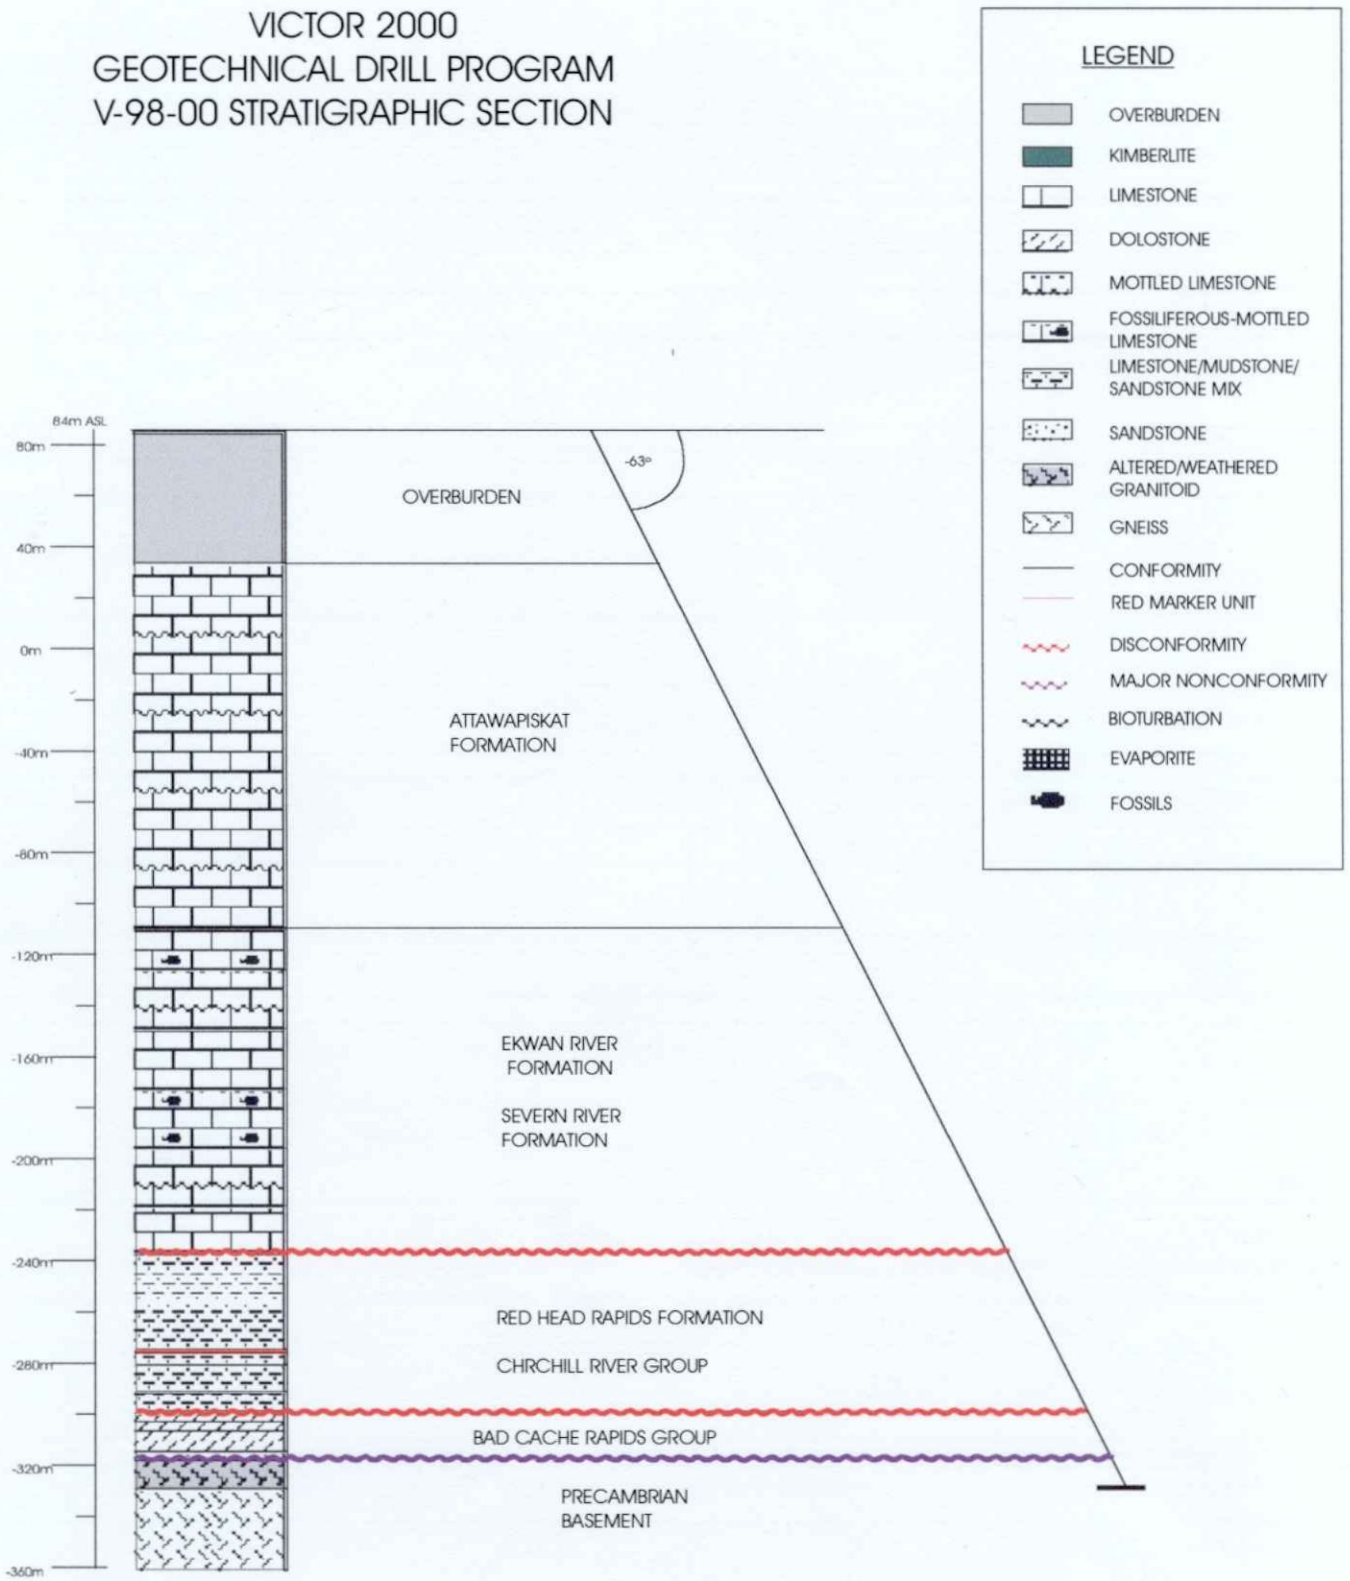 VICTOR 2000
GEOTECHNICAL DRILL PROGRAM
V-98-00 STRATIGRAPHIC SECTION
LEGEND
OVERBURDEN
KIMBERLITE
LIMESTONE
DOLOSTONE
MOTTLED LIMESTONE
FOSSILIFEROUS-MOTTLED
LIMESTONE
LIMESTONE/MUDSTONE/
SANDSTONE MIX
SANDSTONE
ALTERED/WEATHERED
GRANITOID
GNEISS
CONFORMITY
RED MARKER UNIT
DISCONFORMITY
MAJOR NONCONFORMITY
BIOTURBATION
EVAPORITE
FOSSILS
84m ASL
80m
40m
0m
-40m
-80m
-120m
-160m
-200m
-240m
-280m
-320m
-360m
-63º
OVERBURDEN
ATTAWAPISKAT
FORMATION
EKWAN RIVER
FORMATION
SEVERN RIVER
FORMATION
RED HEAD RAPIDS FORMATION
CHRCHILL RIVER GROUP
BAD CACHE RAPIDS GROUP
PRECAMBRIAN
BASEMENT